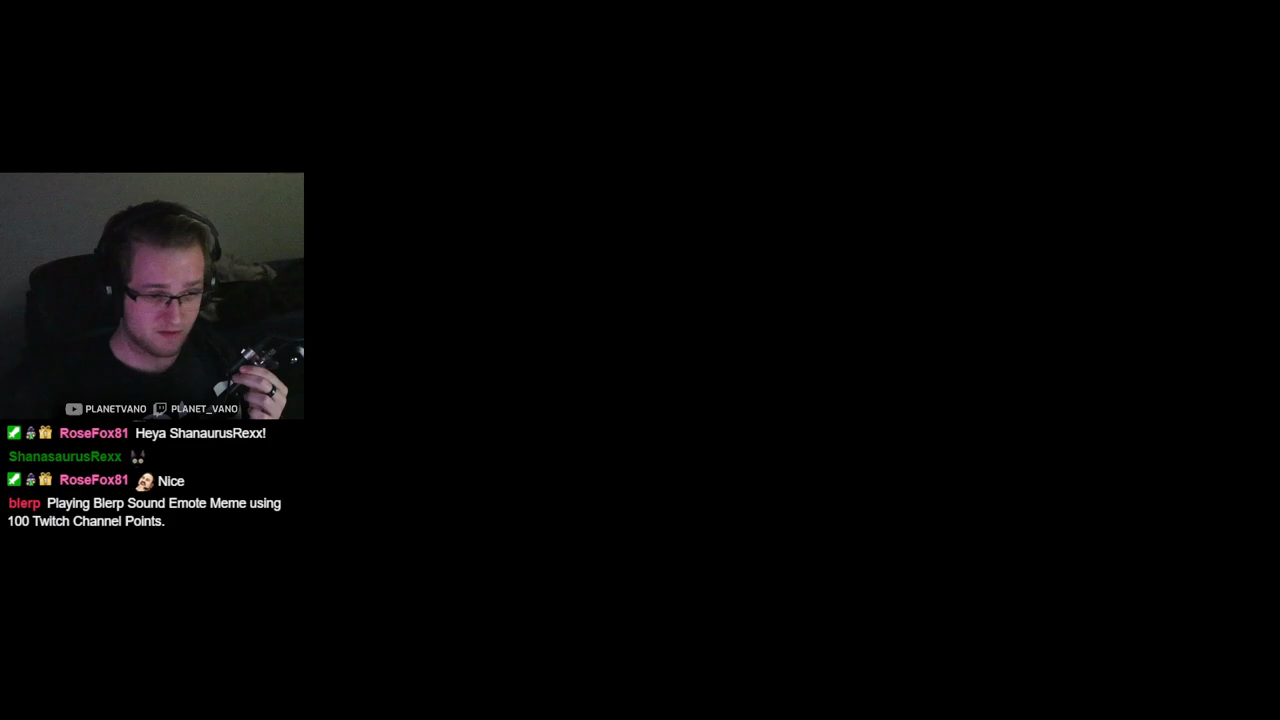 PLANETVANO PLANET_VANO
RoseFox81 Heya ShanaurusRexx!
ShanasaurusRexx
RoseFox81 Nice
blerp Playing Blerp Sound Emote Meme using
100 Twitch Channel Points.